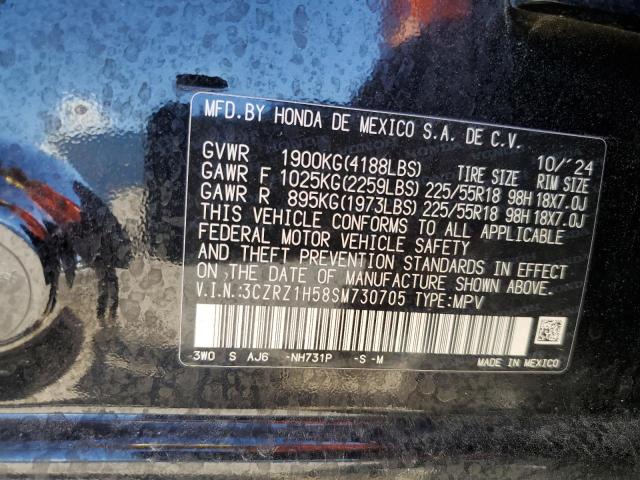 MFD.BY HONDA DE MEXICO S.A. DE C.V.
10/'24
GVWR 1900KG(4188LBS) TIRE SIZE RIM SIZE
GAWR F 1025KG(2259LBS) 225/55R18 98H 18X7.0J
GAWR R 895KG(1973LBS) 225/55R18 98H 18X7.0J
THIS VEHICLE CONFORMS TO ALL APPLICABLE
FEDERAL MOTOR VEHICLE SAFETY
AND THEFT PREVENTION STANDARDS IN EFFECT
ON THE DATE OF MANUFACTURE SHOWN ABOVE.
V.I.N.:3CZRZ1H58SM730705 TYPE:MPV
3W0 S AJ6 -NH731P -S-M
MADE IN MEXICO